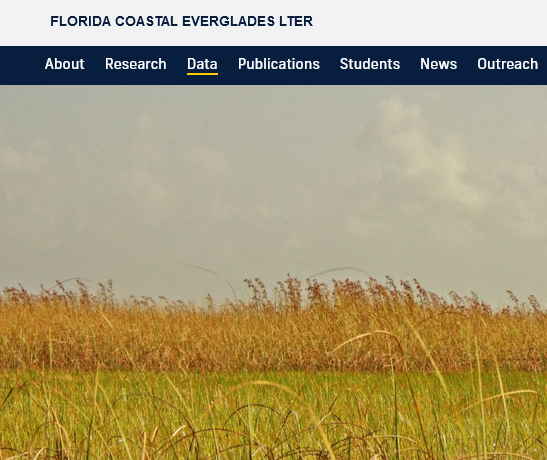 FLORIDA COASTAL EVERGLADES LTER
About Research Data Publications Students News Outreach